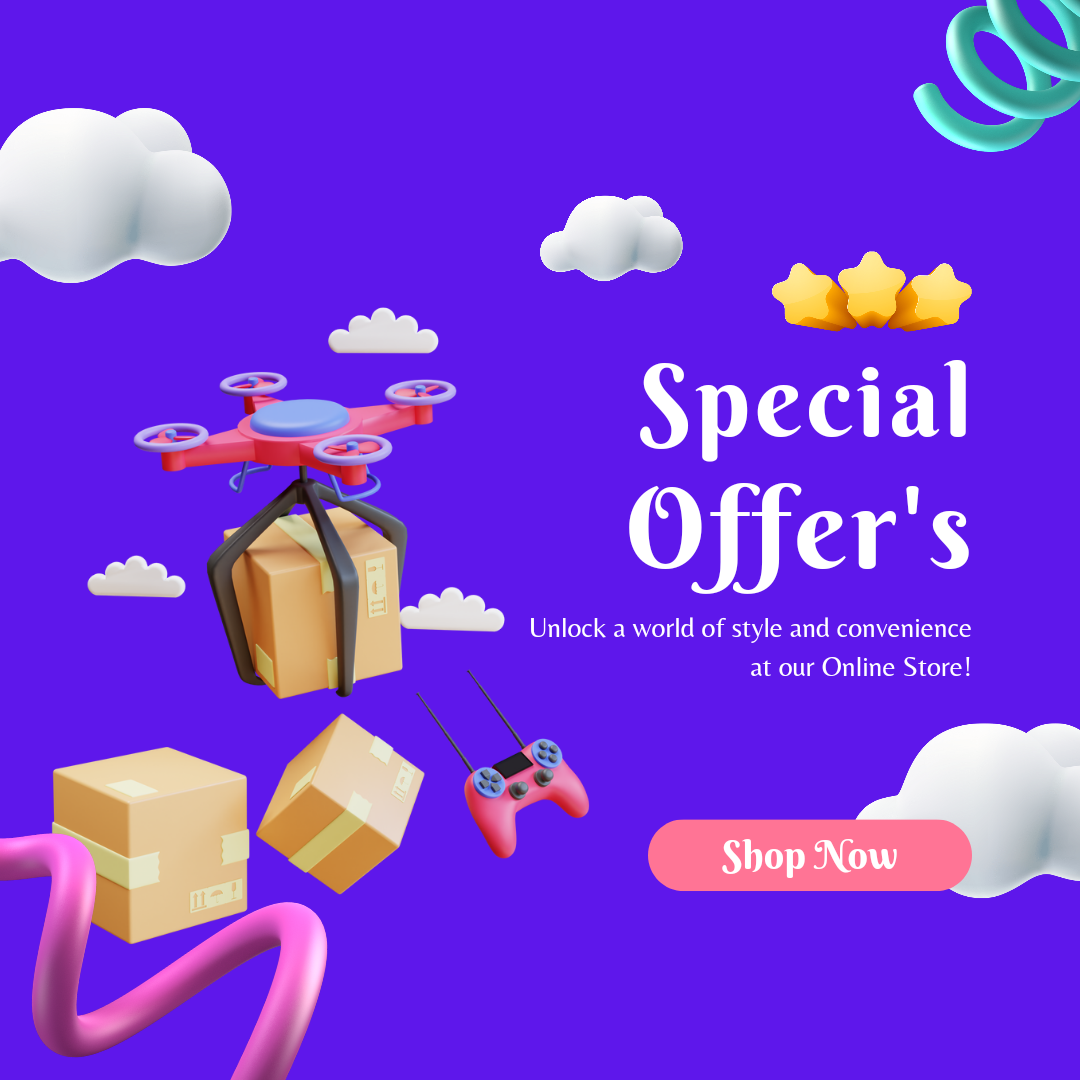 Special
Offer's
Unlock a world of style and convenience
at our Online Store!
Shop Now